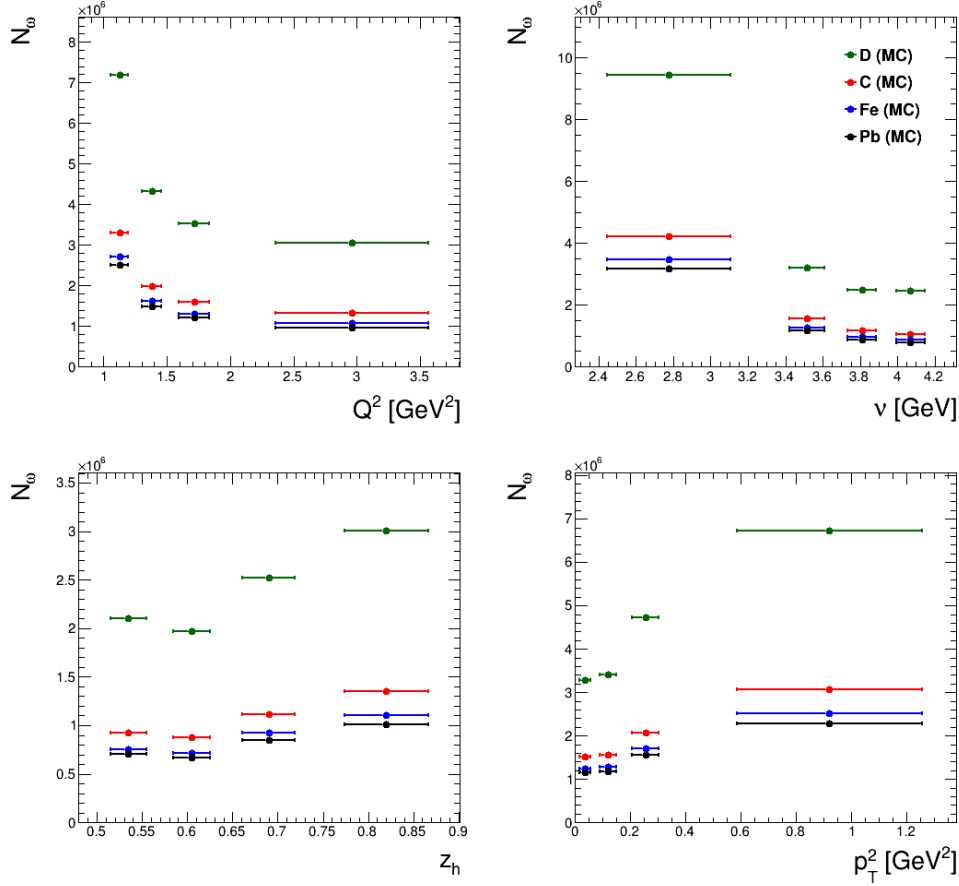 ×10⁶
N_ω
8
7
6
5
4
3
2
1
0
1 1.5 2 2.5 3 3.5
Q² [GeV²]
×10⁶
N_ω
10
8
6
4
2
0
D (MC)
C (MC)
Fe (MC)
Pb (MC)
2.4 2.6 2.8 3 3.2 3.4 3.6 3.8 4 4.2
ν [GeV]
×10⁶
N_ω
3.5
3
2.5
2
1.5
1
0.5
0
0.5 0.55 0.6 0.65 0.7 0.75 0.8 0.85 0.9
z_h
×10⁶
N_ω
8
7
6
5
4
3
2
1
0
0 0.2 0.4 0.6 0.8 1 1.2
p_T² [GeV²]